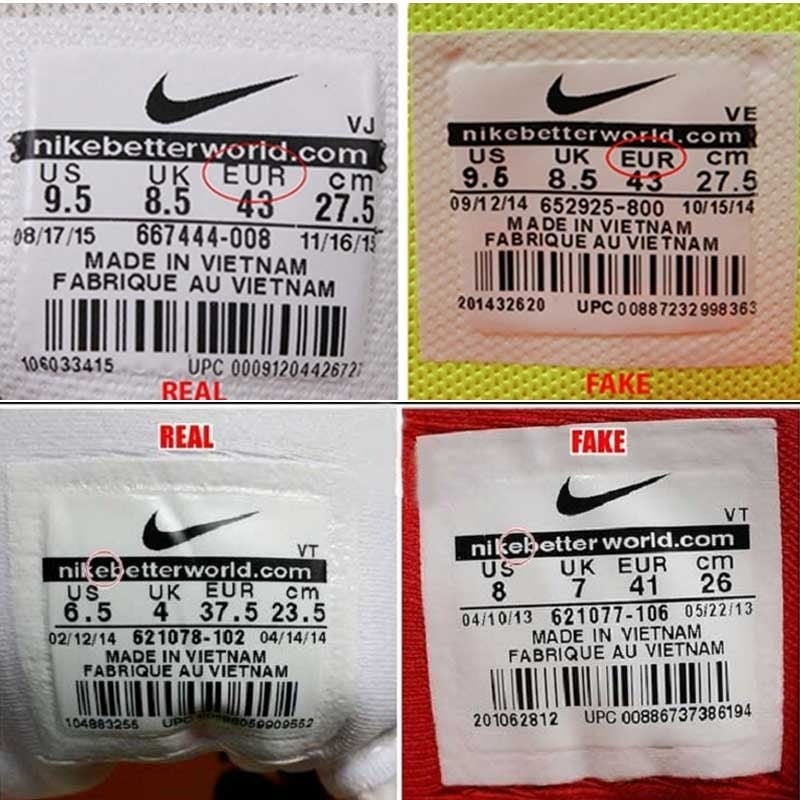 VJ
nikebetterworld.com
US UK EUR cm
9.5 8.5 43 27.5
08/17/15 667444-008 11/16/15
MADE IN VIETNAM
FABRIQUE AU VIETNAM
106033415 UPC 00091204426727
REAL
VE
nikebetterworld.com
US UK EUR cm
9.5 8.5 43 27.5
09/12/14 652925-800 10/15/14
MADE IN VIETNAM
FABRIQUE AU VIETNAM
201432620 UPC 00887232998363
FAKE
REAL
VT
nikebetterworld.com
US UK EUR cm
6.5 4 37.5 23.5
02/12/14 621078-102 04/14/14
MADE IN VIETNAM
FABRIQUE AU VIETNAM
104883256 UPC
FAKE
VT
nikebetterworld.com
US UK EUR cm
8 7 41 26
04/10/13 621077-106 05/22/13
MADE IN VIETNAM
FABRIQUE AU VIETNAM
201062812 UPC 00886737386194